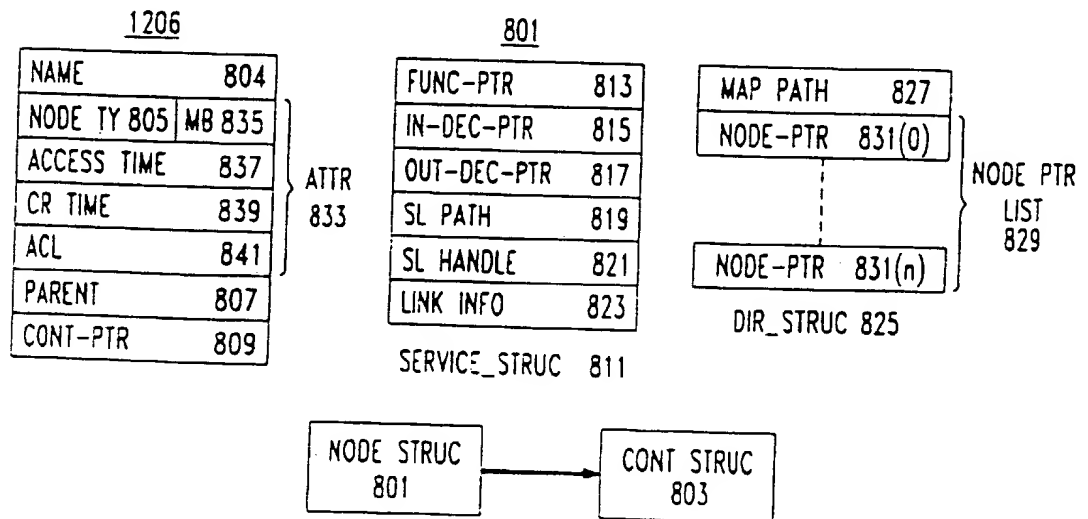 1206
NAME 804
NODE TY 805 MB 835
ACCESS TIME 837
CR TIME 839
ACL 841
PARENT 807
CONT-PTR 809
ATTR
833
801
FUNC-PTR 813
IN-DEC-PTR 815
OUT-DEC-PTR 817
SL PATH 819
SL HANDLE 821
LINK INFO 823
SERVICE_STRUC 811
MAP PATH 827
NODE-PTR 831(0)
NODE-PTR 831(n)
DIR_STRUC 825
NODE PTR
LIST
829
NODE STRUC
801
CONT STRUC
803